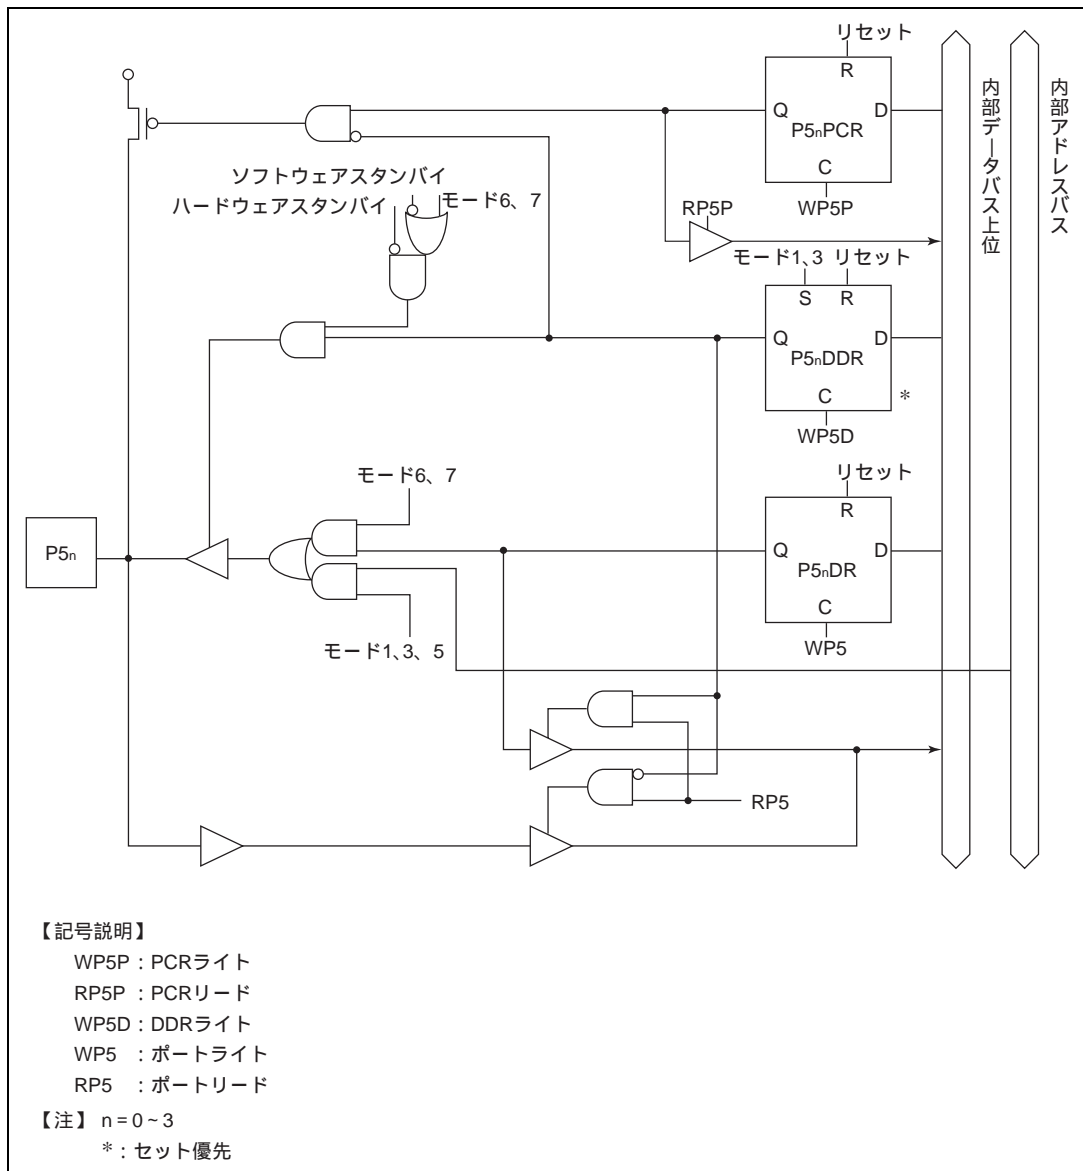 リセット
R
Q
D
P5nPCR
C
WP5P
内部データバス上位
内部アドレスバス
ソフトウェアスタンバイ
ハードウェアスタンバイ
モード6、7
RP5P
モード1、3 リセット
S R
Q
D
P5nDDR
C
*
WP5D
モード6、7
リセット
R
P5n
Q
D
P5nDR
C
モード1、3、5
WP5
RP5
【記号説明】
WP5P : PCRライト
RP5P : PCRリード
WP5D : DDRライト
WP5 : ポートライト
RP5 : ポートリード
【注】 n = 0 ~ 3
* : セット優先